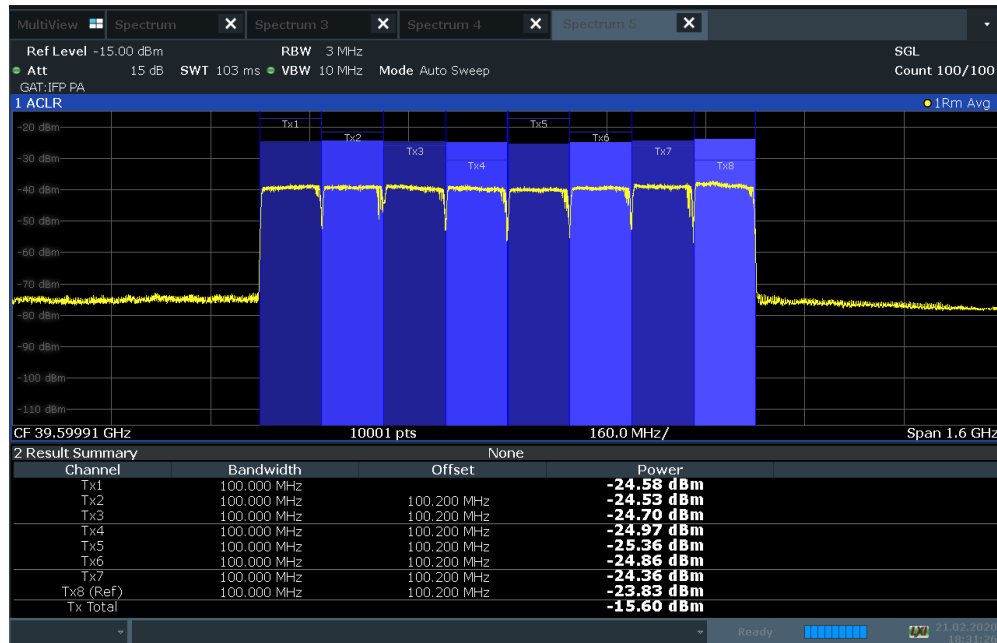 MultiView Spectrum X Spectrum 3 X Spectrum 4 X Spectrum 5 X
Ref Level -15.00 dBm RBW 3 MHz SGL
Att 15 dB SWT 103 ms VBW 10 MHz Mode Auto Sweep Count 100/100
GAT:IFP PA
1 ACLR 1Rm Avg
-20 dBm
Tx1 Tx2 Tx3 Tx4 Tx5 Tx6 Tx7 Tx8
-30 dBm
-40 dBm
-50 dBm
-60 dBm
-70 dBm
-80 dBm
-90 dBm
-100 dBm
-110 dBm
CF 39.59991 GHz 10001 pts 160.0 MHz/ Span 1.6 GHz
2 Result Summary None
Channel Bandwidth Offset Power
Tx1 100.000 MHz -24.58 dBm
Tx2 100.000 MHz 100.200 MHz -24.53 dBm
Tx3 100.000 MHz 100.200 MHz -24.70 dBm
Tx4 100.000 MHz 100.200 MHz -24.97 dBm
Tx5 100.000 MHz 100.200 MHz -25.36 dBm
Tx6 100.000 MHz 100.200 MHz -24.86 dBm
Tx7 100.000 MHz 100.200 MHz -24.36 dBm
Tx8 (Ref) 100.000 MHz 100.200 MHz -23.83 dBm
Tx Total -15.60 dBm
Ready LXI 21.02.2020
18:31:26